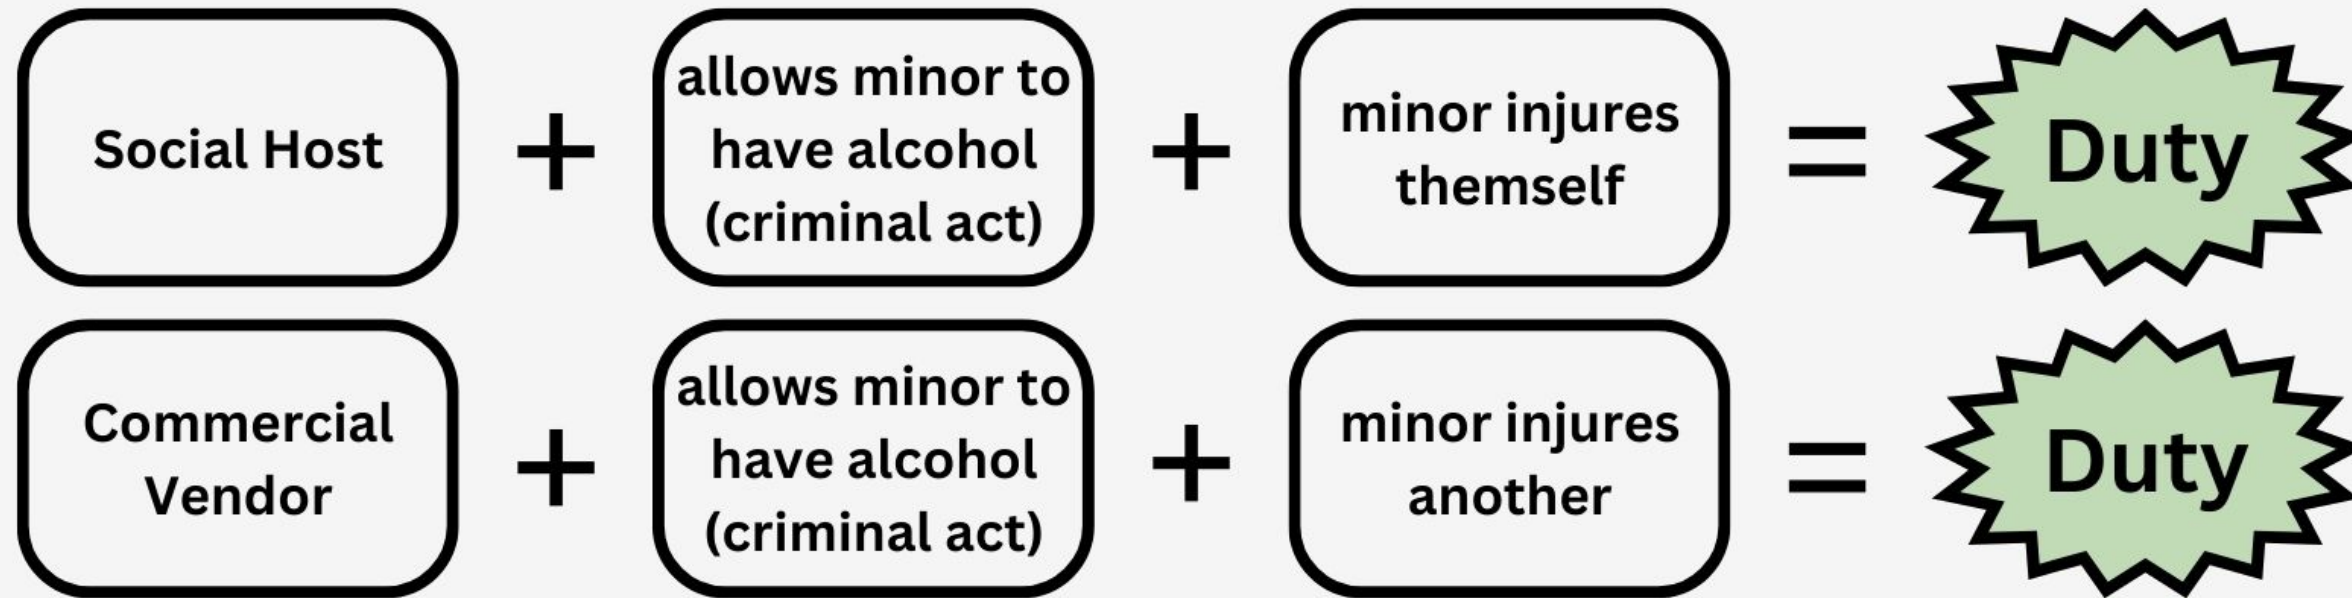 Social Host
+
allows minor to
have alcohol
(criminal act)
+
minor injures
themself
=
Duty
Commercial
Vendor
+
allows minor to
have alcohol
(criminal act)
+
minor injures
another
=
Duty